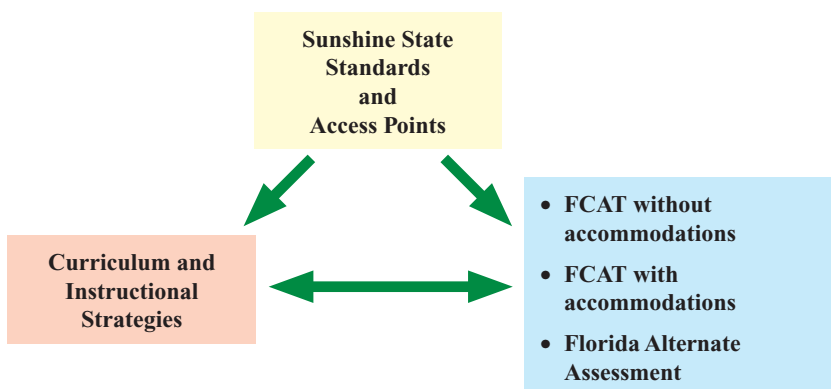 Sunshine State
Standards
and
Access Points
• FCAT without
accommodations
• FCAT with
accommodations
• Florida Alternate
Assessment
Curriculum and
Instructional
Strategies